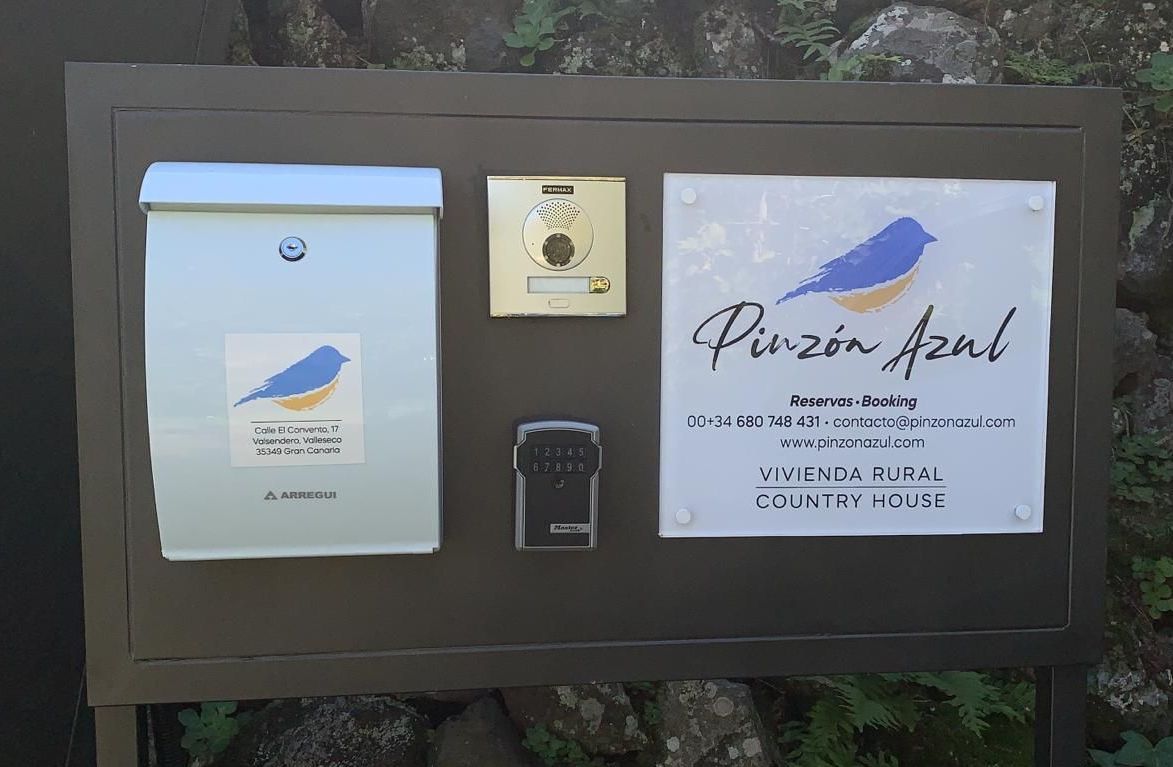 Calle El Convento, 17
Valsendero, Valleseco
35349 Gran Canaria
ARREGUI
FERMAX
1 2 3 4 5
6 7 8 9 0
Master
Pinzón Azul
Reservas•Booking
00+34 680 748 431 • contacto@pinzonazul.com
www.pinzonazul.com
VIVIENDA RURAL
COUNTRY HOUSE